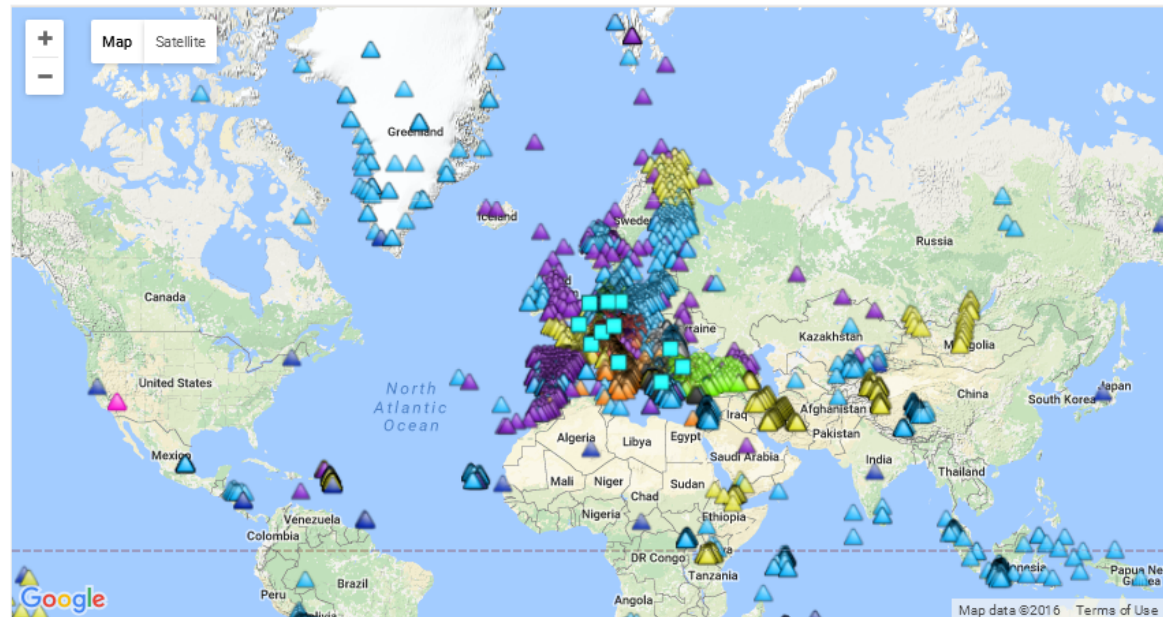 +
Map Satellite
−
Greenland
Iceland
Sweden
Russia
Canada
Kazakhstan
Mongolia
United States
North
Atlantic
Ocean
China
Japan
South Korea
Afghanistan
Iraq
Pakistan
Algeria
Libya
Egypt
Saudi Arabia
India
Mexico
Mali
Niger
Chad
Sudan
Thailand
Nigeria
Ethiopia
Venezuela
Colombia
DR Congo
Tanzania
Papua New
Guinea
Brazil
Peru
Angola
Google
Map data ©2016 Terms of Use